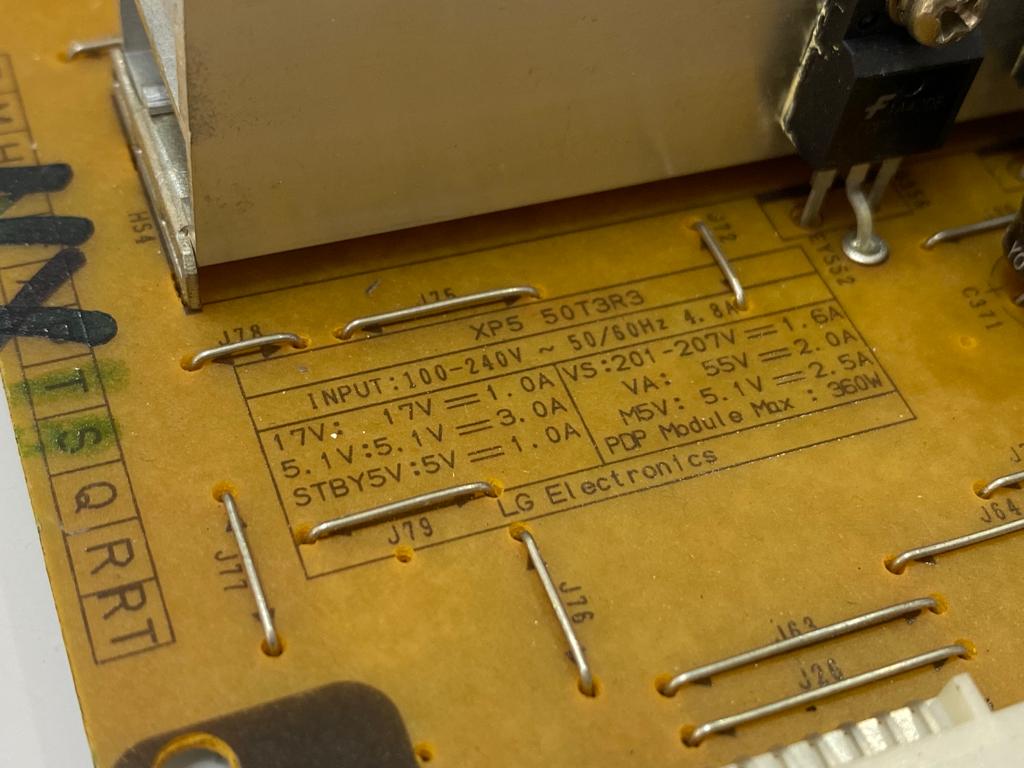 J72
J75
J78
HS4
XP5 50T3R3
INPUT:100-240V ~ 50/60Hz 4.8A
17V: 17V ⎓ 1.0A
5.1V:5.1V ⎓ 3.0A
STBY5V:5V ⎓ 1.0A
VS:201-207V ⎓ 1.6A
VA: 55V ⎓ 2.0A
M5V: 5.1V ⎓ 2.5A
PDP Module Max : 360W
LG Electronics
J79
J77
J76
J64
J63
J26
C371
T
S
Q
R
RT